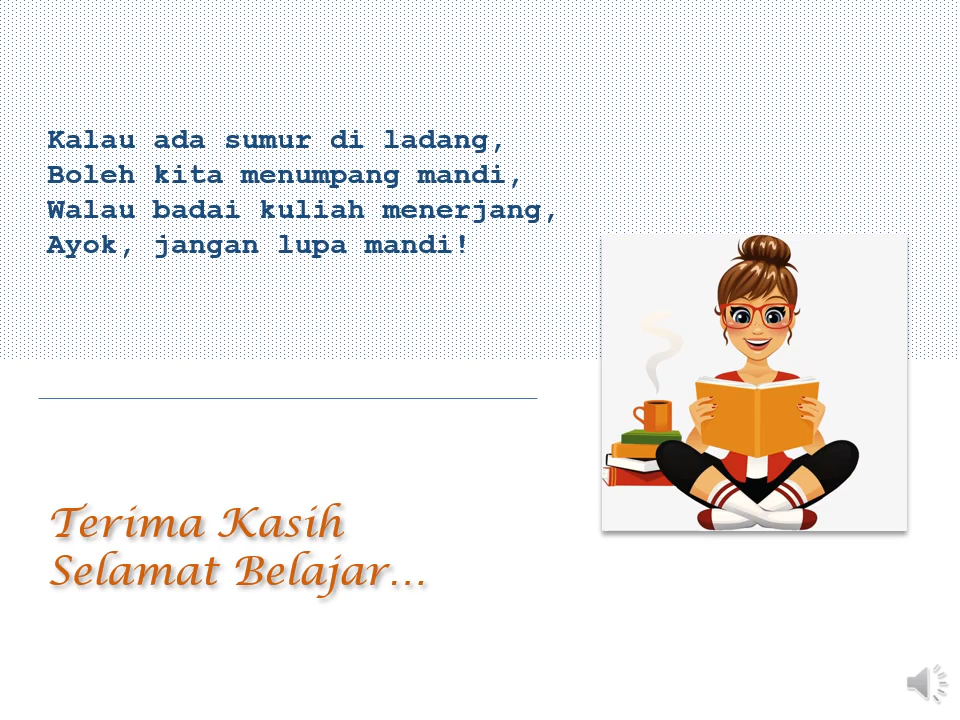 Kalau ada sumur di ladang,
Boleh kita menumpang mandi,
Walau badai kuliah menerjang,
Ayok, jangan lupa mandi!
Terima Kasih
Selamat Belajar…